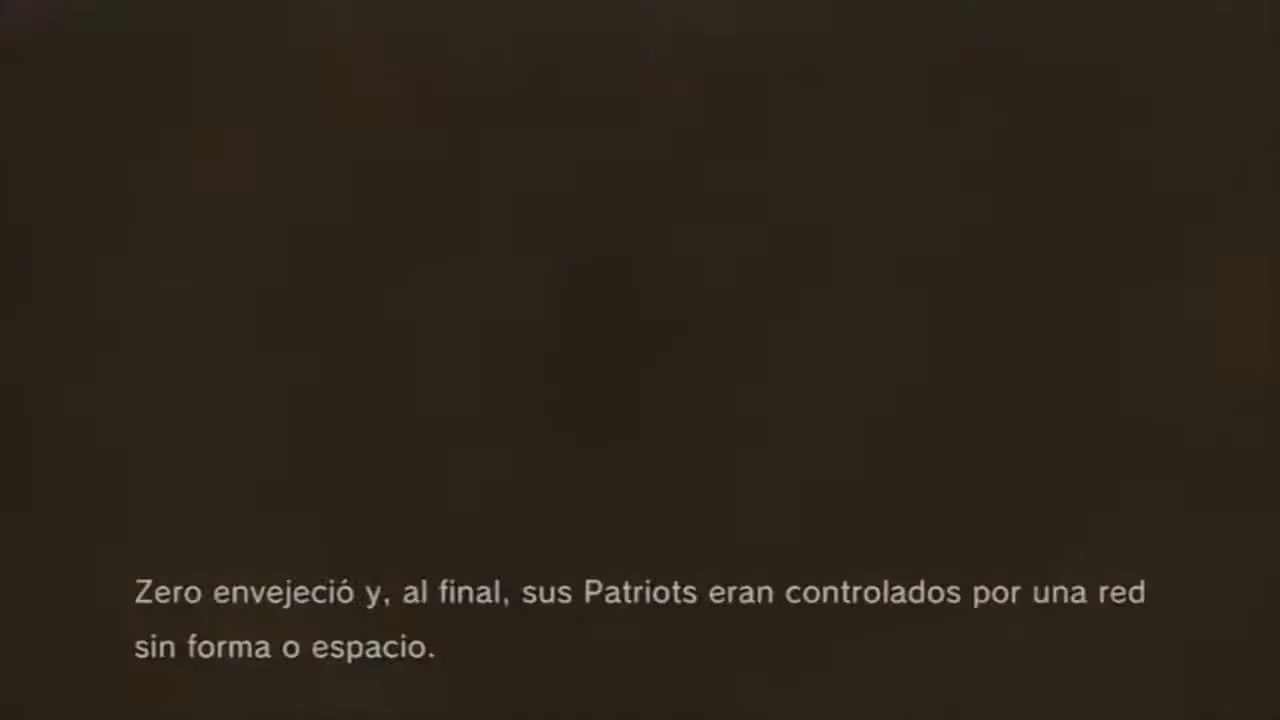 Zero envejeció y, al final, sus Patriots eran controlados por una red
sin forma o espacio.